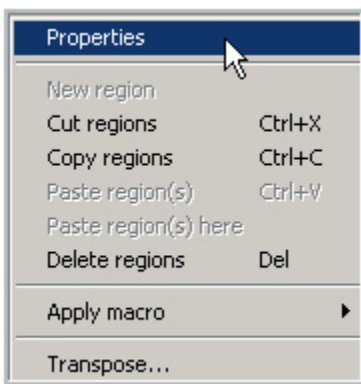 Properties
New region
Cut regions Ctrl+X
Copy regions Ctrl+C
Paste region(s) Ctrl+V
Paste region(s) here
Delete regions Del
Apply macro
Transpose...